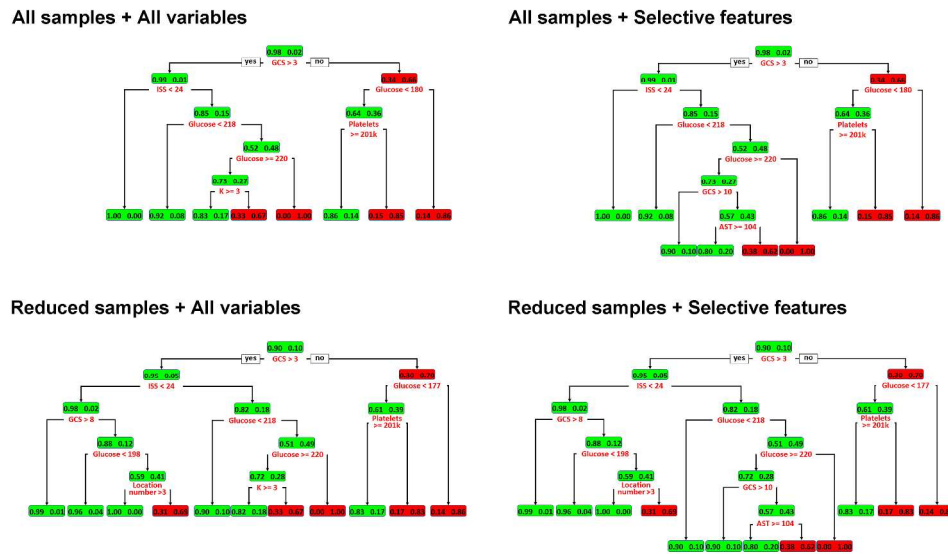 All samples + All variables
0.98 0.02
yes GCS > 3 no
0.99 0.01
ISS < 24
0.34 0.66
Glucose < 180
0.85 0.15
Glucose < 218
0.64 0.36
Platelets
>= 201k
0.52 0.48
Glucose >= 220
0.73 0.27
K >= 3
1.00 0.00 0.92 0.08 0.83 0.17 0.33 0.67 0.00 1.00 0.86 0.14 0.15 0.85 0.14 0.86
All samples + Selective features
0.98 0.02
yes GCS > 3 no
0.99 0.01
ISS < 24
0.34 0.66
Glucose < 180
0.85 0.15
Glucose < 218
0.64 0.36
Platelets
>= 201k
0.52 0.48
Glucose >= 220
0.73 0.27
GCS > 10
1.00 0.00 0.92 0.08 0.57 0.43 0.86 0.14 0.15 0.85 0.14 0.86
AST >= 104
0.90 0.10 0.80 0.20 0.38 0.62 0.00 1.00
Reduced samples + All variables
0.90 0.10
yes GCS > 3 no
0.95 0.05
ISS < 24
0.20
Glucose < 177
0.98 0.02
GCS > 8
0.82 0.18
Glucose < 218
0.61 0.39
Platelets
>= 201k
0.88 0.12
Glucose < 198
0.51 0.49
Glucose >= 220
0.59 0.41
Location
number >3
0.72 0.28
K >= 3
0.99 0.01 0.96 0.04 1.00 0.00 0.31 0.69 0.90 0.10 0.82 0.18 0.33 0.67 0.00 1.00 0.83 0.17 0.17 0.83 0.14 0.86
Reduced samples + Selective features
0.90 0.10
yes GCS > 3 no
0.95 0.05
ISS < 24
0.20
Glucose < 177
0.98 0.02
GCS > 8
0.82 0.18
Glucose < 218
0.61 0.39
Platelets
>= 201k
0.88 0.12
Glucose < 198
0.51 0.49
Glucose >= 220
0.59 0.41
Location
number >3
0.72 0.28
GCS > 10
0.99 0.01 0.96 0.04 1.00 0.00 0.31 0.69 0.57 0.43 0.83 0.17 0.17 0.83 0.14
AST >= 104
0.90 0.10 0.90 0.10 0.80 0.20 0.38 0.62 0.00 1.00